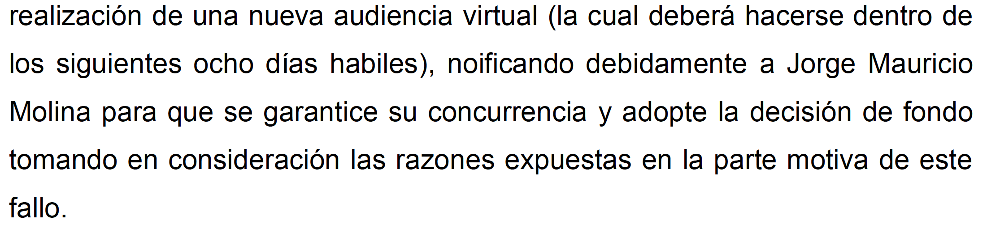 realización de una nueva audiencia virtual (la cual deberá hacerse dentro de
los siguientes ocho días habiles), noificando debidamente a Jorge Mauricio
Molina para que se garantice su concurrencia y adopte la decisión de fondo
tomando en consideración las razones expuestas en la parte motiva de este
fallo.